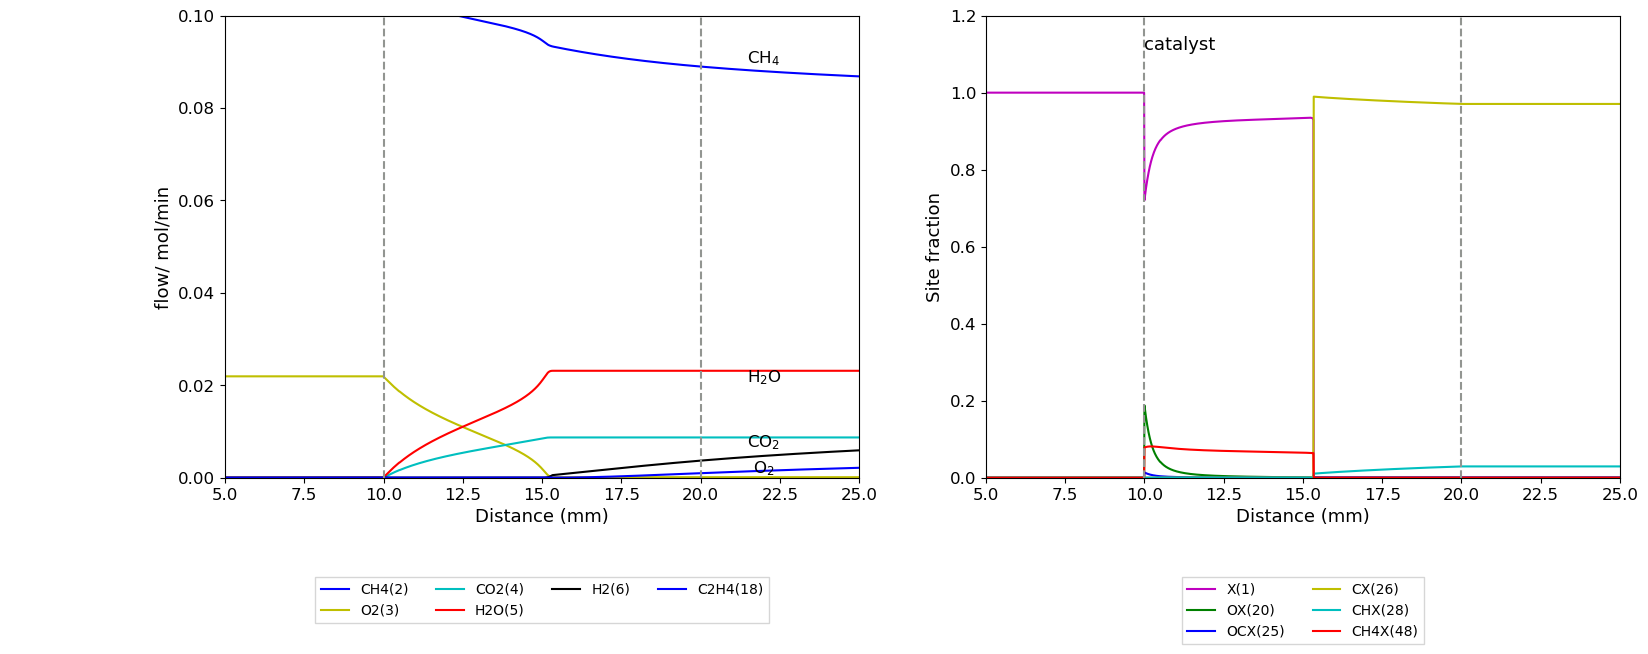 0.10
0.08
0.06
0.04
0.02
0.00
flow/ mol/min
CH4
H2O
CO2
O2
5.0 7.5 10.0 12.5 15.0 17.5 20.0 22.5 25.0
Distance (mm)
CH4(2) CO2(4) H2(6) C2H4(18)
O2(3) H2O(5)
1.2
1.0
0.8
0.6
0.4
0.2
0.0
Site fraction
catalyst
5.0 7.5 10.0 12.5 15.0 17.5 20.0 22.5 25.0
Distance (mm)
X(1) CX(26)
OX(20) CHX(28)
OCX(25) CH4X(48)